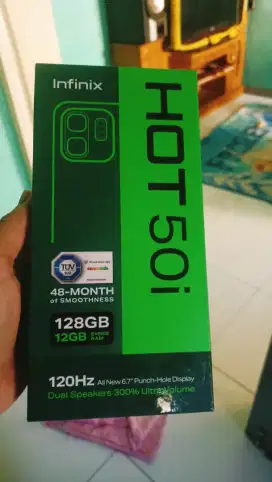 Infinix
HOT 50i
TÜV
48-MONTH
of SMOOTHNESS
128GB
12GB
120Hz All New 6.7" Punch-Hole Display
Dual Speakers 300% Ultra Volume